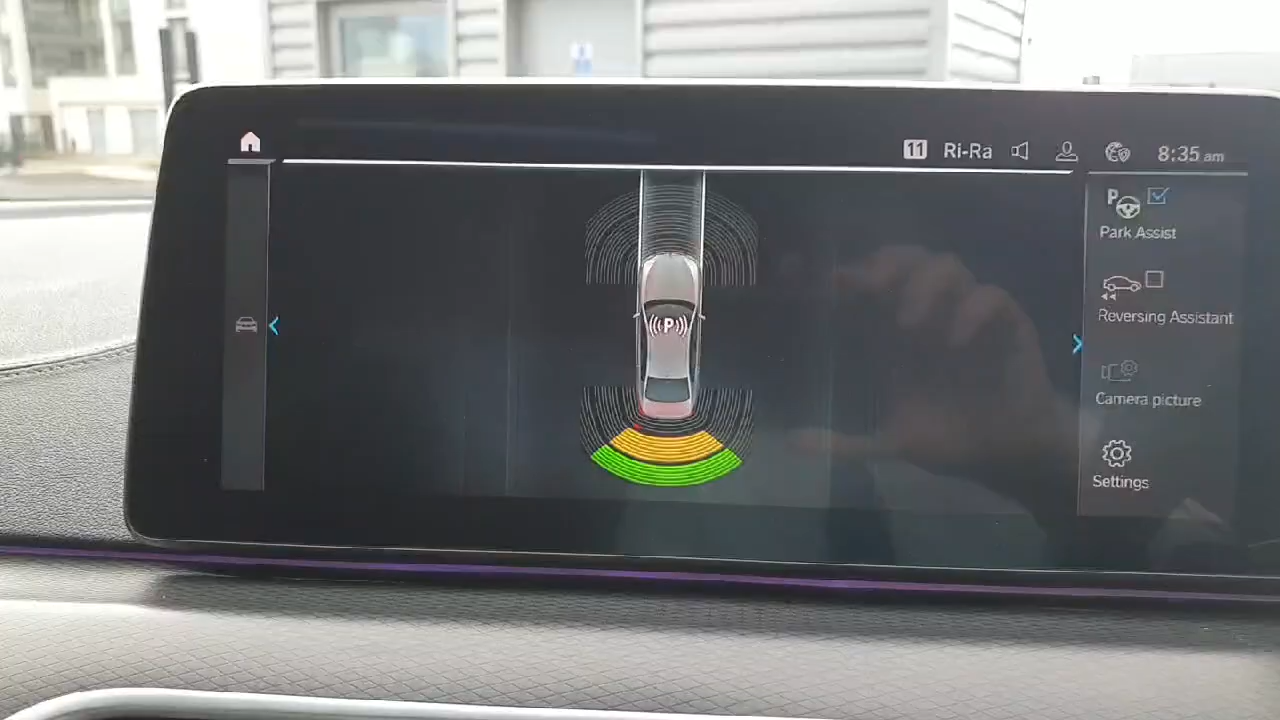 11 Ri-Ra 8:35 am
P
Park Assist
Reversing Assistant
Camera picture
Settings
P